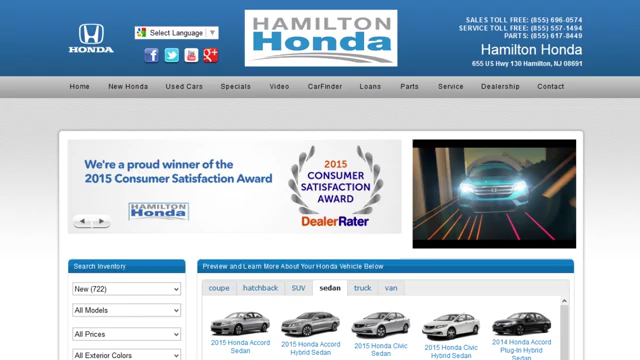 HONDA
Select Language
HAMILTON
Honda
SALES TOLL FREE: (855) 696-0574
SERVICE TOLL FREE: (855) 557-1494
PARTS: (855) 617-8449
Hamilton Honda
655 US Hwy 130 Hamilton, NJ 08691
Home New Honda Used Cars Specials Video CarFinder Loans Parts Service Dealership Contact
We're a proud winner of the
2015 Consumer Satisfaction Award
HAMILTON
Honda
2015
CONSUMER
SATISFACTION
AWARD
DealerRater
Search Inventory
New (722)
All Models
All Prices
All Exterior Colors
Preview and Learn More About Your Honda Vehicle Below
coupe hatchback SUV sedan truck van
2015 Honda Accord
Sedan
2015 Honda Accord
Hybrid Sedan
2015 Honda Civic
Sedan
2015 Honda Civic
Hybrid Sedan
2014 Honda Accord
Plug-In Hybrid